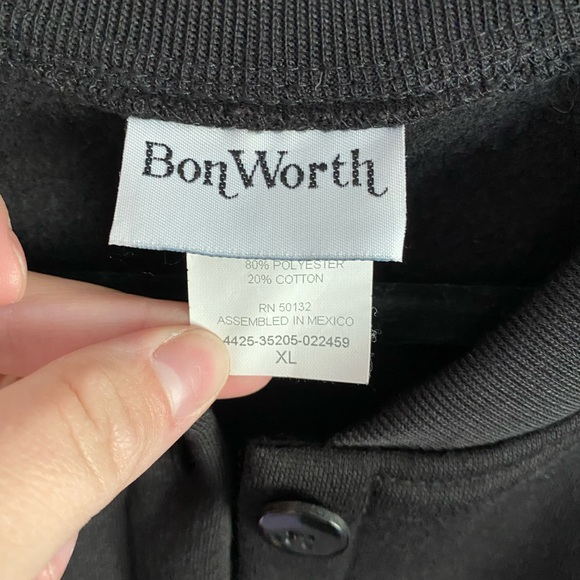 BonWorth
80% POLYESTER
20% COTTON
RN 50132
ASSEMBLED IN MEXICO
4425-35205-022459
XL